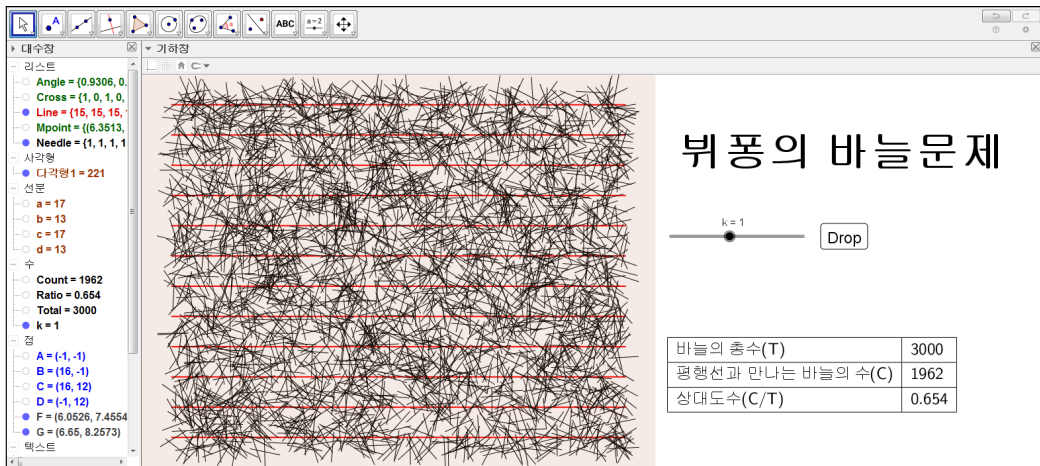 A
ABC
a=2
대수장
기하장
리스트
Angle = {0.9306, 0.
Cross = {1, 0, 1, 0,
Line = {15, 15, 15,
Mpoint = {(6.3513,
Needle = {1, 1, 1, 1
사각형
다각형1 = 221
선분
a = 17
b = 13
c = 17
d = 13
수
Count = 1962
Ratio = 0.654
Total = 3000
k = 1
점
A = (-1, -1)
B = (16, -1)
C = (16, 12)
D = (-1, 12)
F = (6.0526, 7.4554
G = (6.65, 8.2573)
텍스트
뷔퐁의 바늘문제
k = 1
Drop
바늘의 총수(T) 3000
평행선과 만나는 바늘의 수(C) 1962
상대도수(C/T) 0.654